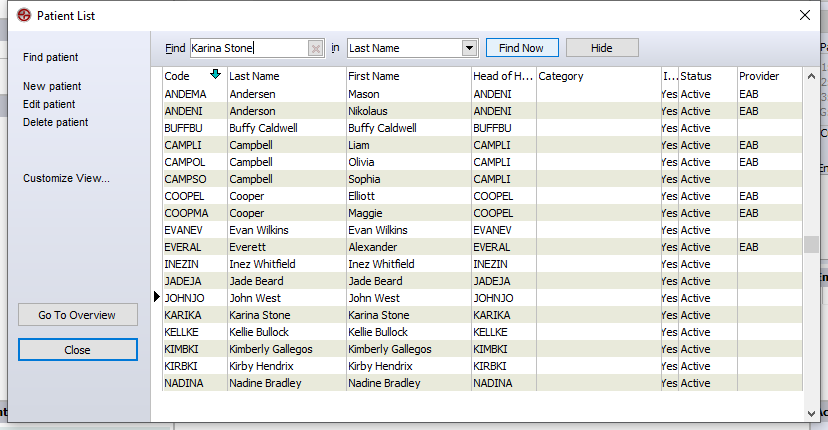 Patient List
Find patient
New patient
Edit patient
Delete patient
Customize View...
Go To Overview
Close
Find Karina Stone in Last Name Find Now Hide
Code Last Name First Name Head of H... Category I... Status Provider
ANDEMA Andersen Mason ANDENI Yes Active EAB
ANDENI Anderson Nikolaus ANDENI Yes Active EAB
BUFFBU Buffy Caldwell Buffy Caldwell BUFFBU Yes Active
CAMPLI Campbell Liam CAMPLI Yes Active EAB
CAMPOL Campbell Olivia CAMPLI Yes Active EAB
CAMPSO Campbell Sophia CAMPLI Yes Active
COOPEL Cooper Elliott COOPEL Yes Active EAB
COOPMA Cooper Maggie COOPEL Yes Active EAB
EVANEV Evan Wilkins Evan Wilkins EVANEV Yes Active
EVERAL Everett Alexander EVERAL Yes Active EAB
INEZIN Inez Whitfield Inez Whitfield INEZIN Yes Active
JADEJA Jade Beard Jade Beard JADEJA Yes Active
JOHNJO John West John West JOHNJO Yes Active
KARIKA Karina Stone Karina Stone KARIKA Yes Active
KELLKE Kellie Bullock Kellie Bullock KELLKE Yes Active
KIMBKI Kimberly Gallegos Kimberly Gallegos KIMBKI Yes Active
KIRBKI Kirby Hendrix Kirby Hendrix KIRBKI Yes Active
NADINA Nadine Bradley Nadine Bradley NADINA Yes Active